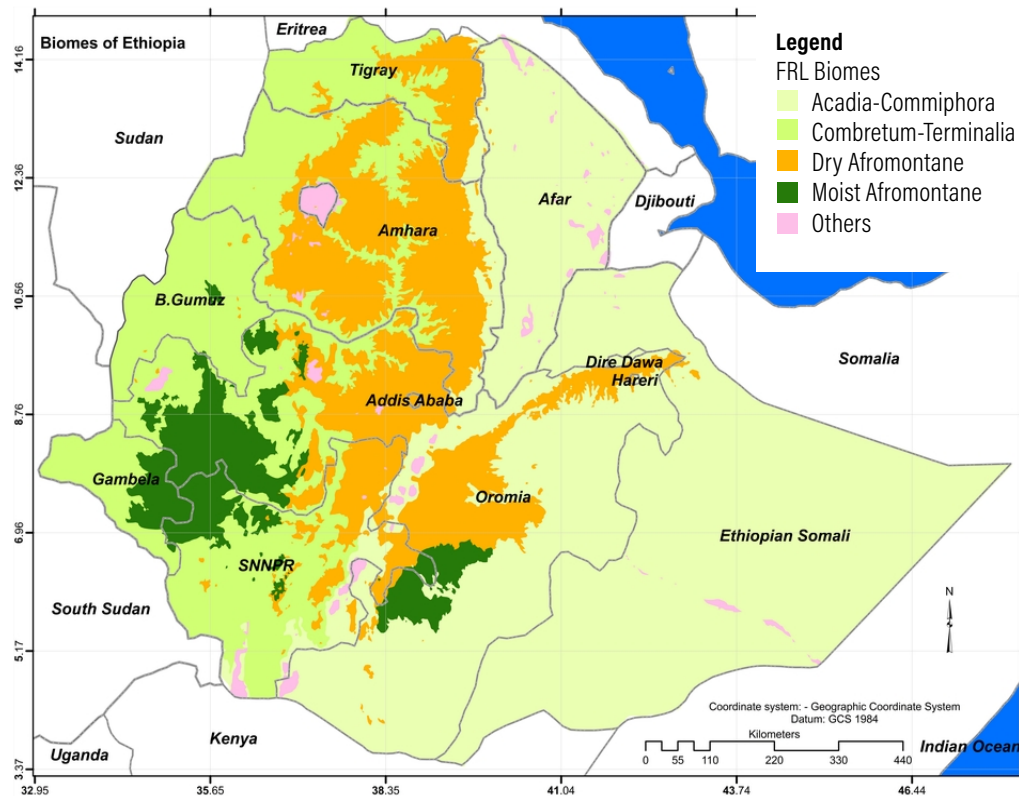 Biomes of Ethiopia
Eritrea
Tigray
Sudan
Afar
Djibouti
Amhara
B.Gumuz
Dire Dawa
Hareri
Somalia
Addis Ababa
Gambela
Oromia
Ethiopian Somali
SNNPR
South Sudan
Kenya
Uganda
Indian Ocean
Legend
FRL Biomes
Acadia-Commiphora
Combretum-Terminalia
Dry Afromontane
Moist Afromontane
Others
N
Coordinate system: - Geographic Coordinate System
Datum: GCS 1984
Kilometers
0 55 110 220 330 440
14.16
12.36
10.56
8.76
6.96
5.17
3.37
32.95 35.65 38.35 41.04 43.74 46.44